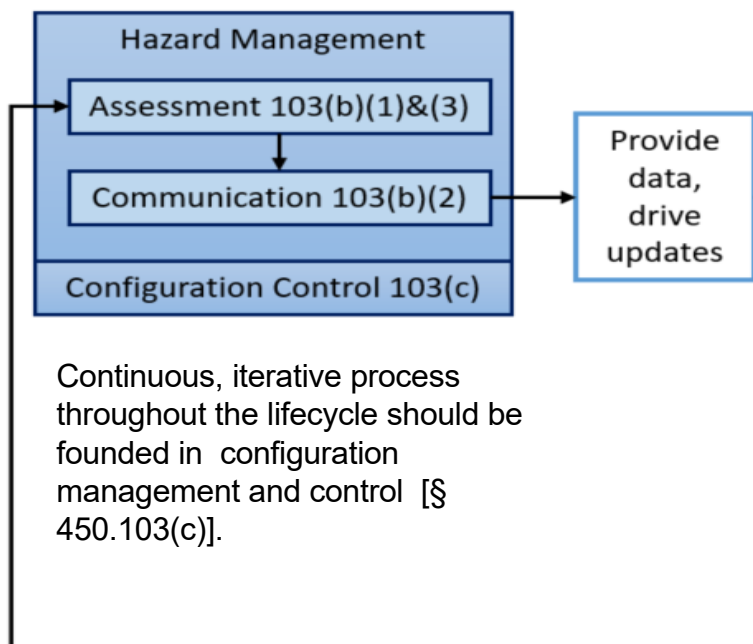 Hazard Management
Assessment 103(b)(1)&(3)
Communication 103(b)(2)
Configuration Control 103(c)
Provide
data,
drive
updates
Continuous, iterative process
throughout the lifecycle should be
founded in  configuration
management and control  [§
450.103(c)].